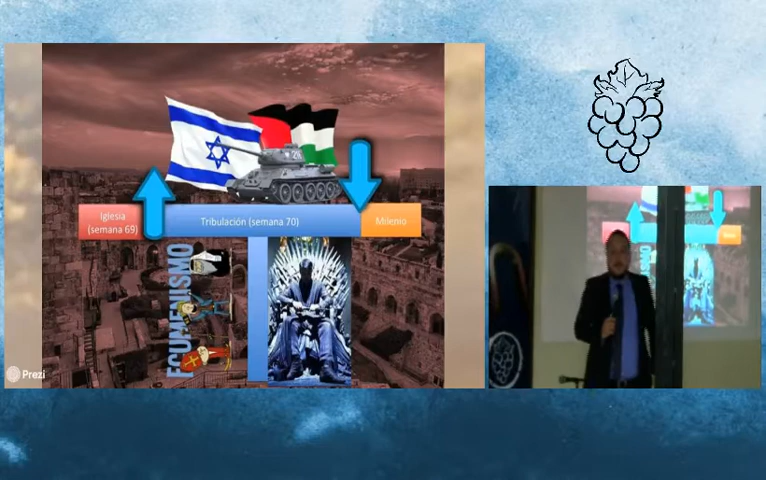 Iglesia
(semana 69)
Tribulación (semana 70)
Milenio
ECUMENISMO
Prezi